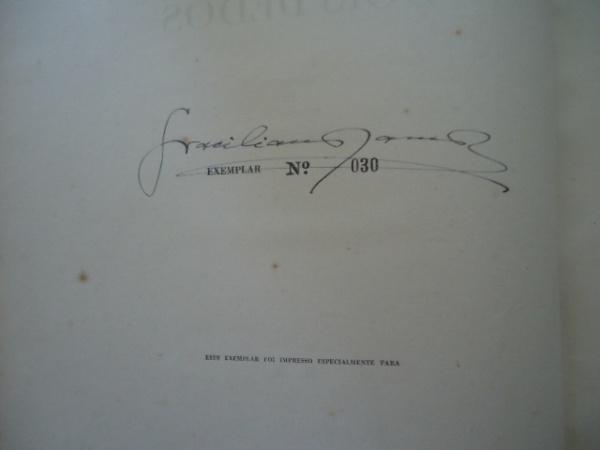 Graciliano Ramos
EXEMPLAR Nº 030
ESTE EXEMPLAR FOI IMPRESSO ESPECIALMENTE PARA